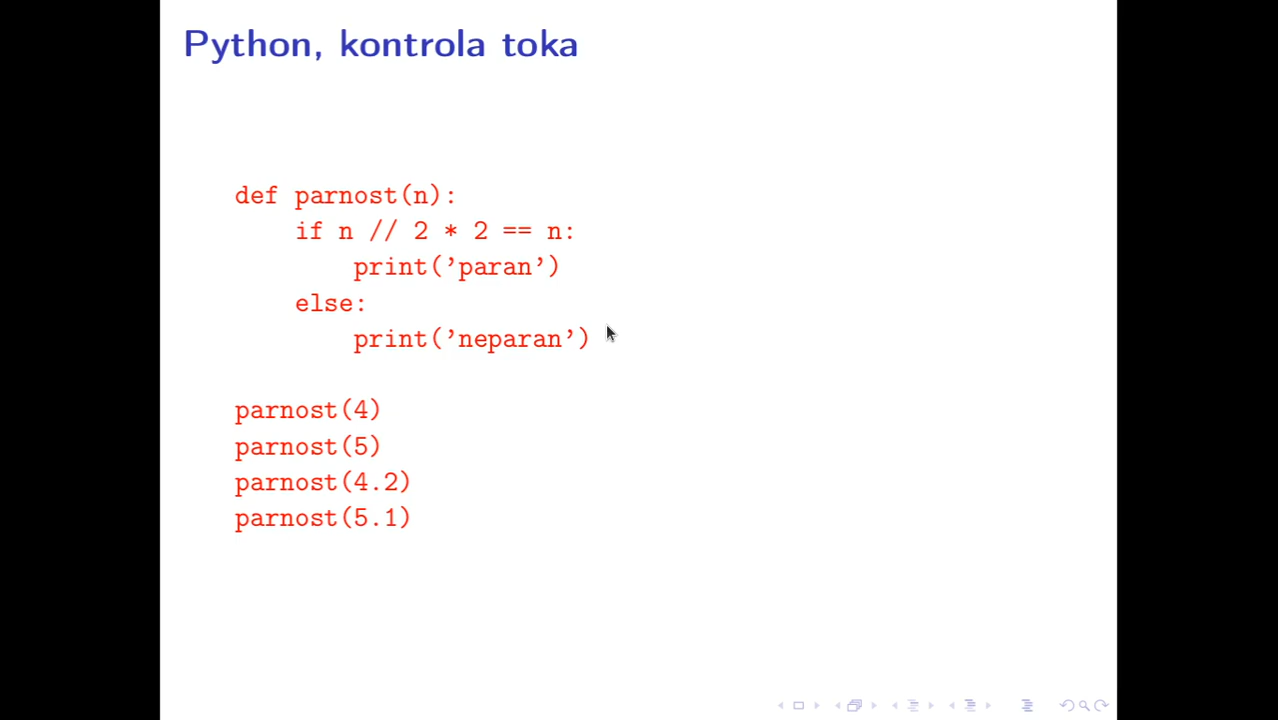 Python, kontrola toka
def parnost(n):
    if n // 2 * 2 == n:
        print(’paran’)
    else:
        print(’neparan’)
parnost(4)
parnost(5)
parnost(4.2)
parnost(5.1)